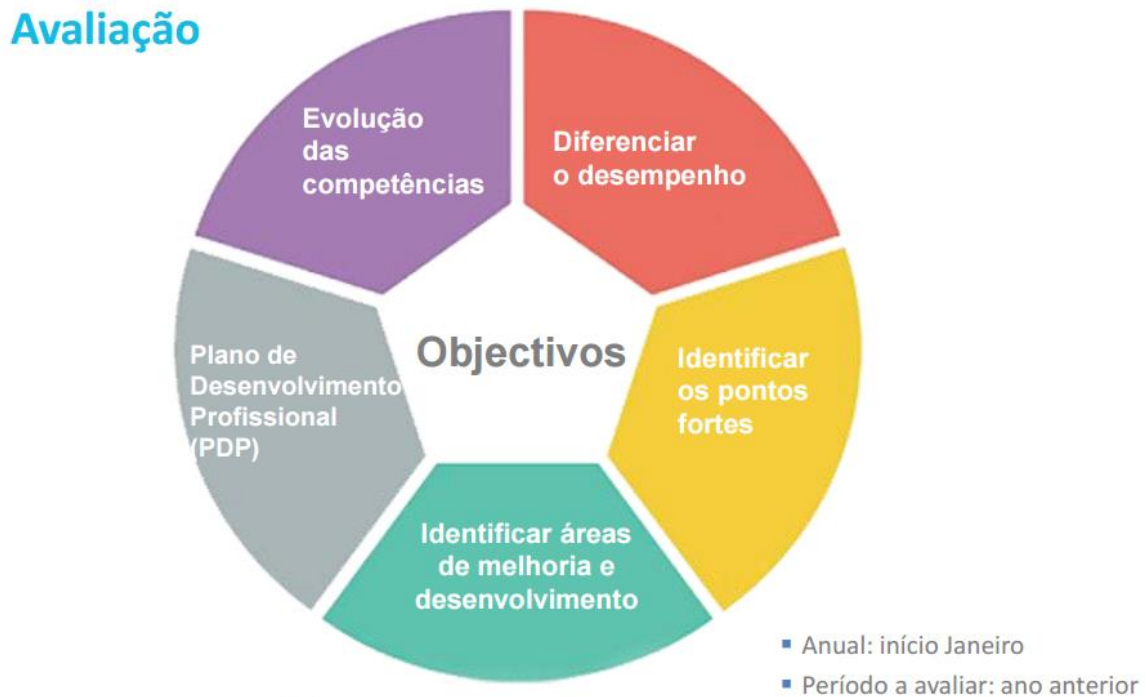 Avaliação
Evolução
das
competências
Diferenciar
o desempenho
Objectivos
Identificar
os pontos
fortes
Plano de
Desenvolvimento
Profissional
(PDP)
Identificar áreas
de melhoria e
desenvolvimento
▪ Anual: início Janeiro
▪ Período a avaliar: ano anterior